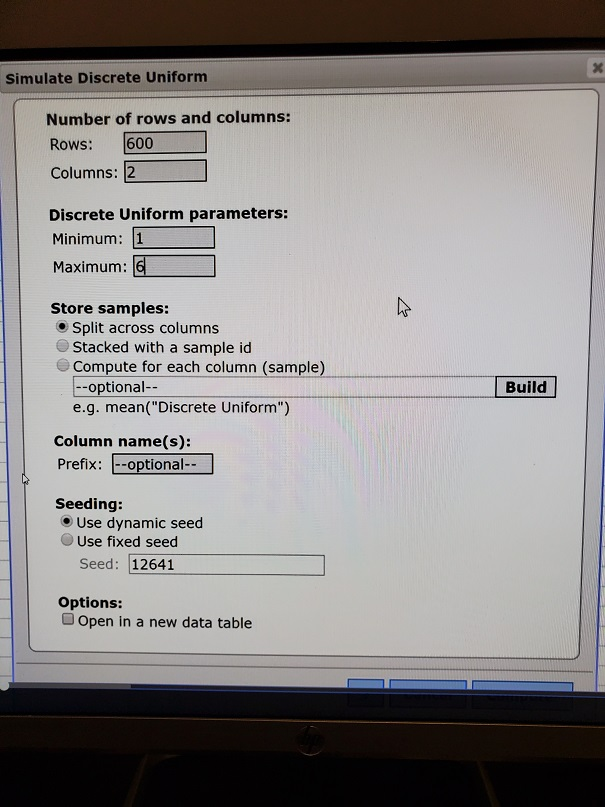 Simulate Discrete Uniform
Number of rows and columns:
Rows: 600
Columns: 2
Discrete Uniform parameters:
Minimum: 1
Maximum: 6
Store samples:
Split across columns
Stacked with a sample id
Compute for each column (sample)
--optional-- Build
e.g. mean("Discrete Uniform")
Column name(s):
Prefix: --optional--
Seeding:
Use dynamic seed
Use fixed seed
Seed: 12641
Options:
Open in a new data table
hp